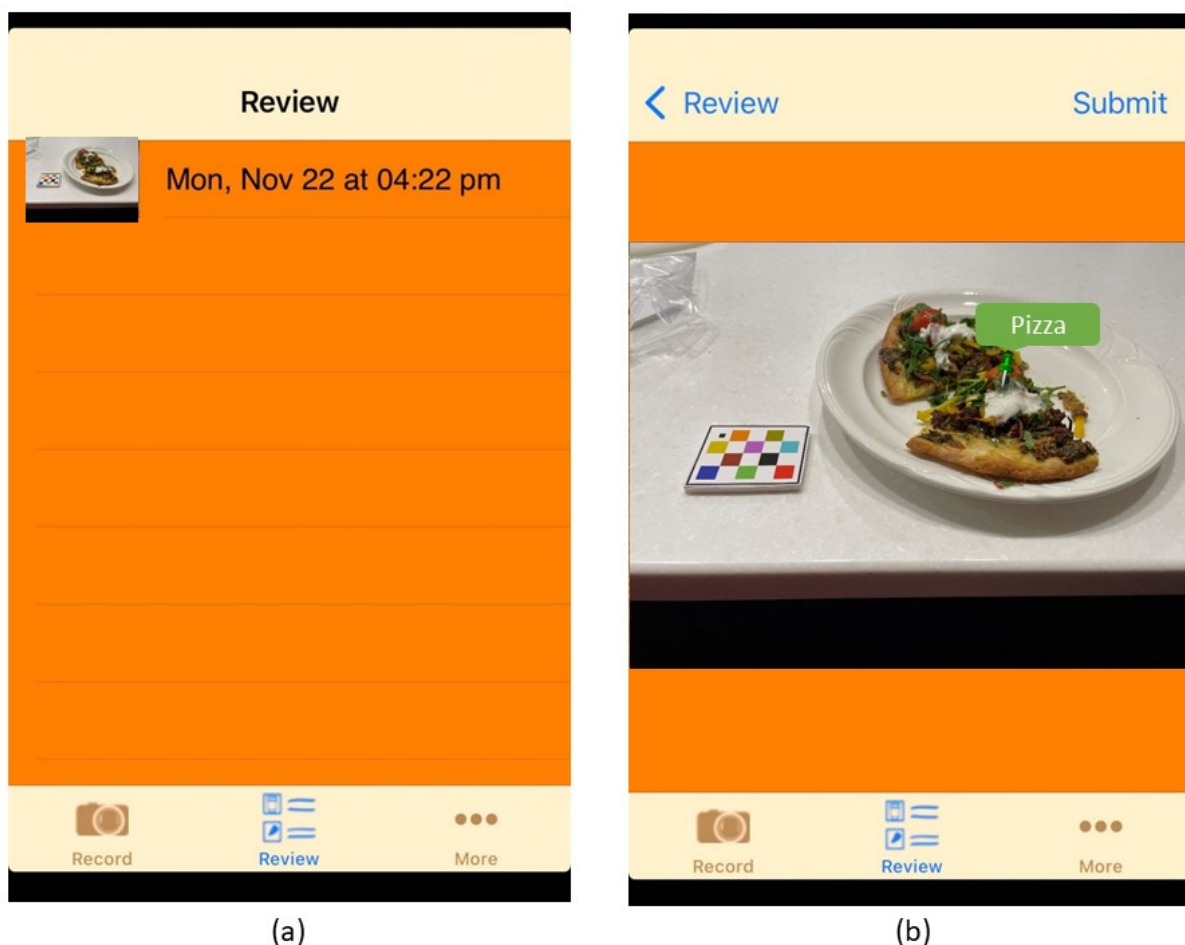 Review
Mon, Nov 22 at 04:22 pm
Record
Review
More
(a)
Review
Submit
Pizza
Record
Review
More
(b)